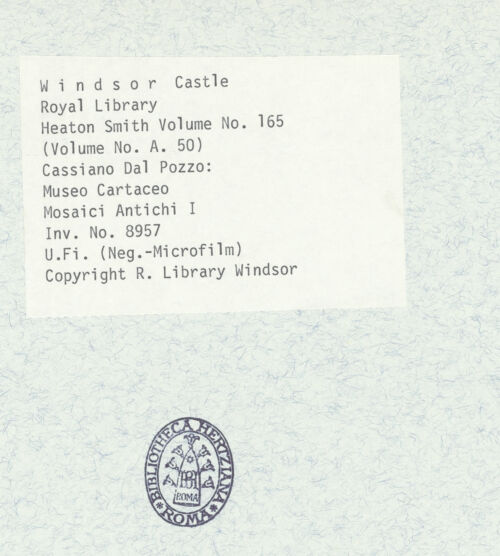 W i n d s o r Castle
Royal Library
Heaton Smith Volume No. 165
(Volume No. A. 50)
Cassiano Dal Pozzo:
Museo Cartaceo
Mosaici Antichi I
Inv. No. 8957
U.Fi. (Neg.-Microfilm)
Copyright R. Library Windsor
BIBLIOTHECA HERTZIANA
ROMA
* ROMA *